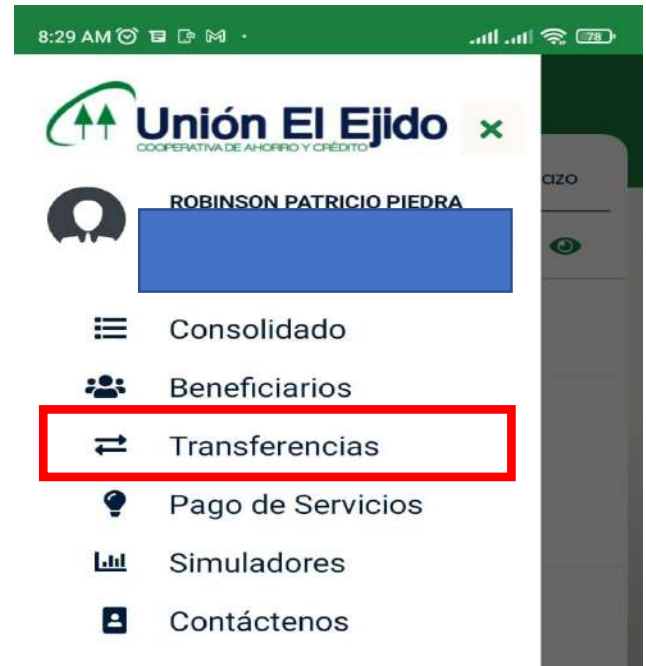 8:29 AM
78
Unión El Ejido
COOPERATIVA DE AHORRO Y CRÉDITO
azo
ROBINSON PATRICIO PIEDRA
Consolidado
Beneficiarios
Transferencias
Pago de Servicios
Simuladores
Contáctenos